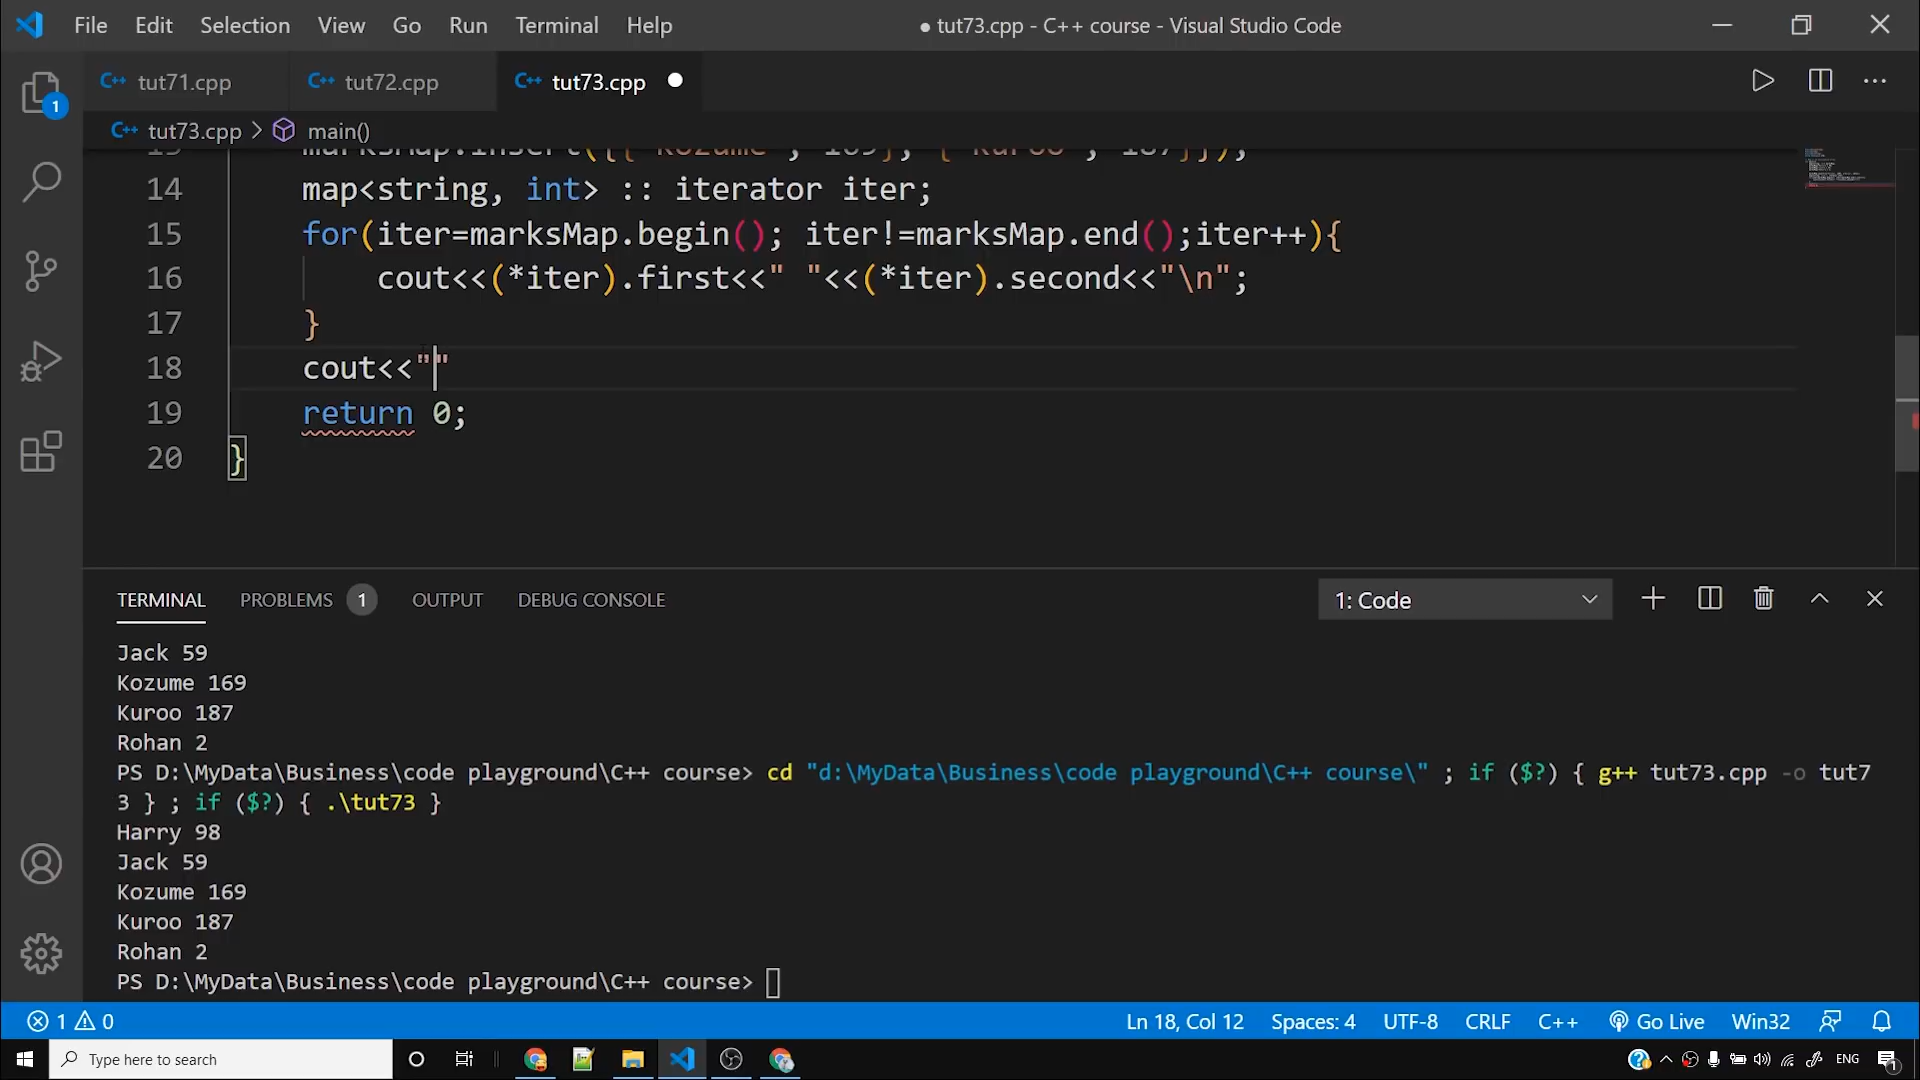 File Edit Selection View Go Run Terminal Help ● tut73.cpp - C++ course - Visual Studio Code
C++ tut71.cpp C++ tut72.cpp C++ tut73.cpp
C++ tut73.cpp > main()
14 map<string, int> :: iterator iter;
15 for(iter=marksMap.begin(); iter!=marksMap.end();iter++){
16 cout<<(*iter).first<<" "<<(*iter).second<<"\n";
17 }
18 cout<<""
19 return 0;
20 }
1
TERMINAL PROBLEMS 1 OUTPUT DEBUG CONSOLE 1: Code
Jack 59
Kozume 169
Kuroo 187
Rohan 2
PS D:\MyData\Business\code playground\C++ course> cd "d:\MyData\Business\code playground\C++ course\" ; if ($?) { g++ tut73.cpp -o tut7
3 } ; if ($?) { .\tut73 }
Harry 98
Jack 59
Kozume 169
Kuroo 187
Rohan 2
PS D:\MyData\Business\code playground\C++ course>
1 0 Ln 18, Col 12 Spaces: 4 UTF-8 CRLF C++ Go Live Win32
Type here to search ENG 1